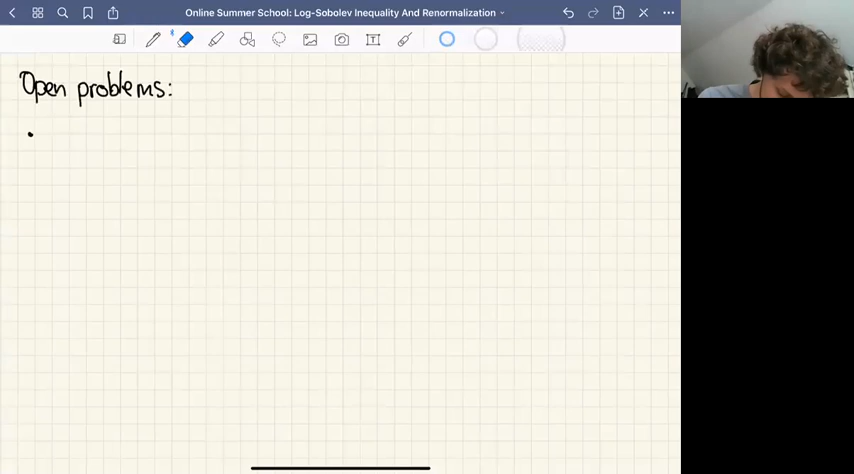 Online Summer School: Log-Sobolev Inequality And Renormalization
Open problems: